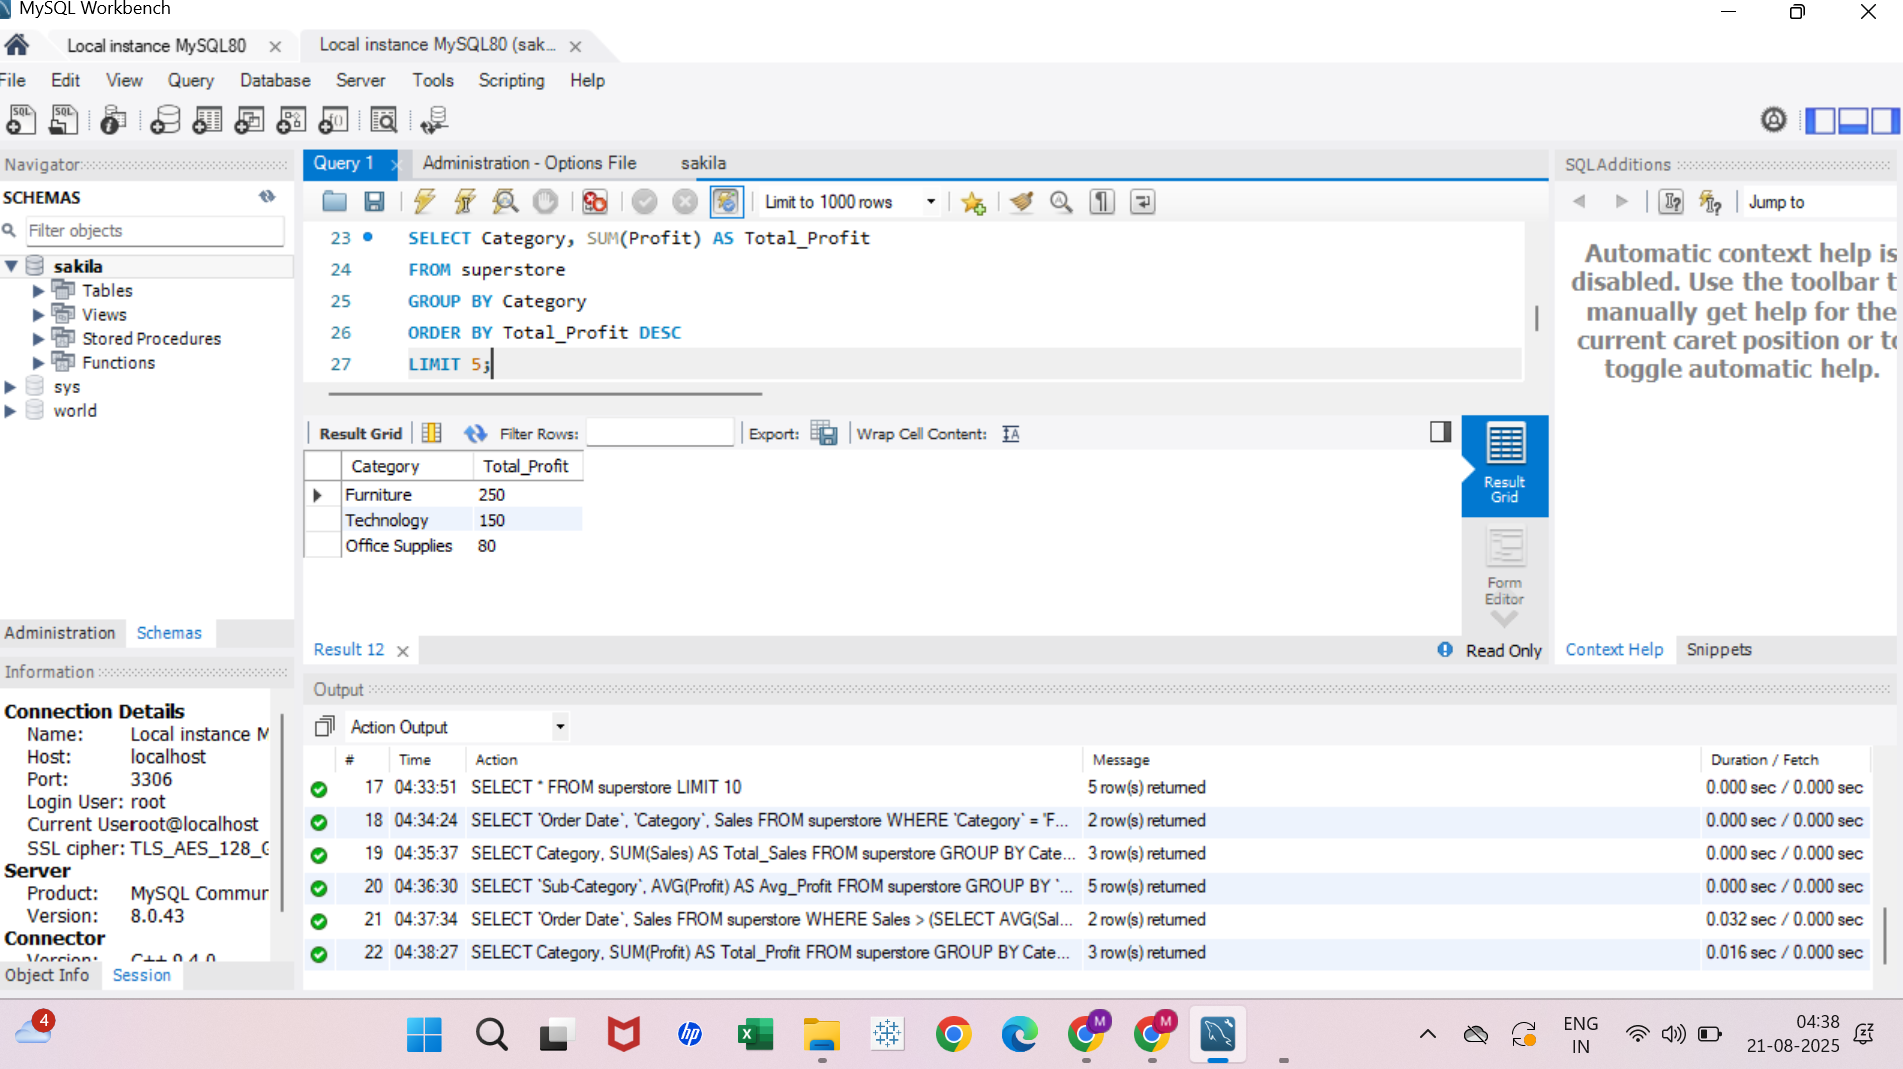 MySQL Workbench
Local instance MySQL80
Local instance MySQL80 (sak...
File Edit View Query Database Server Tools Scripting Help
Navigator
SCHEMAS
Filter objects
sakila
Tables
Views
Stored Procedures
Functions
sys
world
Administration Schemas
Information
Connection Details
Name: Local instance M
Host: localhost
Port: 3306
Login User: root
Current User root@localhost
SSL cipher: TLS_AES_128_G
Server
Product: MySQL Commun
Version: 8.0.43
Connector
Version: C++ 9.4.0
Object Info Session
Query 1 Administration - Options File sakila
Limit to 1000 rows
23 SELECT Category, SUM(Profit) AS Total_Profit
24 FROM superstore
25 GROUP BY Category
26 ORDER BY Total_Profit DESC
27 LIMIT 5;
Result Grid Filter Rows: Export: Wrap Cell Content:
Category Total_Profit
Furniture 250
Technology 150
Office Supplies 80
Result Grid
Form Editor
Result 12 Read Only
SQLAdditions
Jump to
Automatic context help is
disabled. Use the toolbar t
manually get help for the
current caret position or to
toggle automatic help.
Context Help Snippets
Output
Action Output
# Time Action Message Duration / Fetch
17 04:33:51 SELECT * FROM superstore LIMIT 10 5 row(s) returned 0.000 sec / 0.000 sec
18 04:34:24 SELECT `Order Date`, `Category`, Sales FROM superstore WHERE `Category` = 'F... 2 row(s) returned 0.000 sec / 0.000 sec
19 04:35:37 SELECT Category, SUM(Sales) AS Total_Sales FROM superstore GROUP BY Cate... 3 row(s) returned 0.000 sec / 0.000 sec
20 04:36:30 SELECT `Sub-Category`, AVG(Profit) AS Avg_Profit FROM superstore GROUP BY `... 5 row(s) returned 0.000 sec / 0.000 sec
21 04:37:34 SELECT `Order Date`, Sales FROM superstore WHERE Sales > (SELECT AVG(Sal... 2 row(s) returned 0.032 sec / 0.000 sec
22 04:38:27 SELECT Category, SUM(Profit) AS Total_Profit FROM superstore GROUP BY Cate... 3 row(s) returned 0.016 sec / 0.000 sec
4
hp
M
M
ENG
IN
04:38
21-08-2025